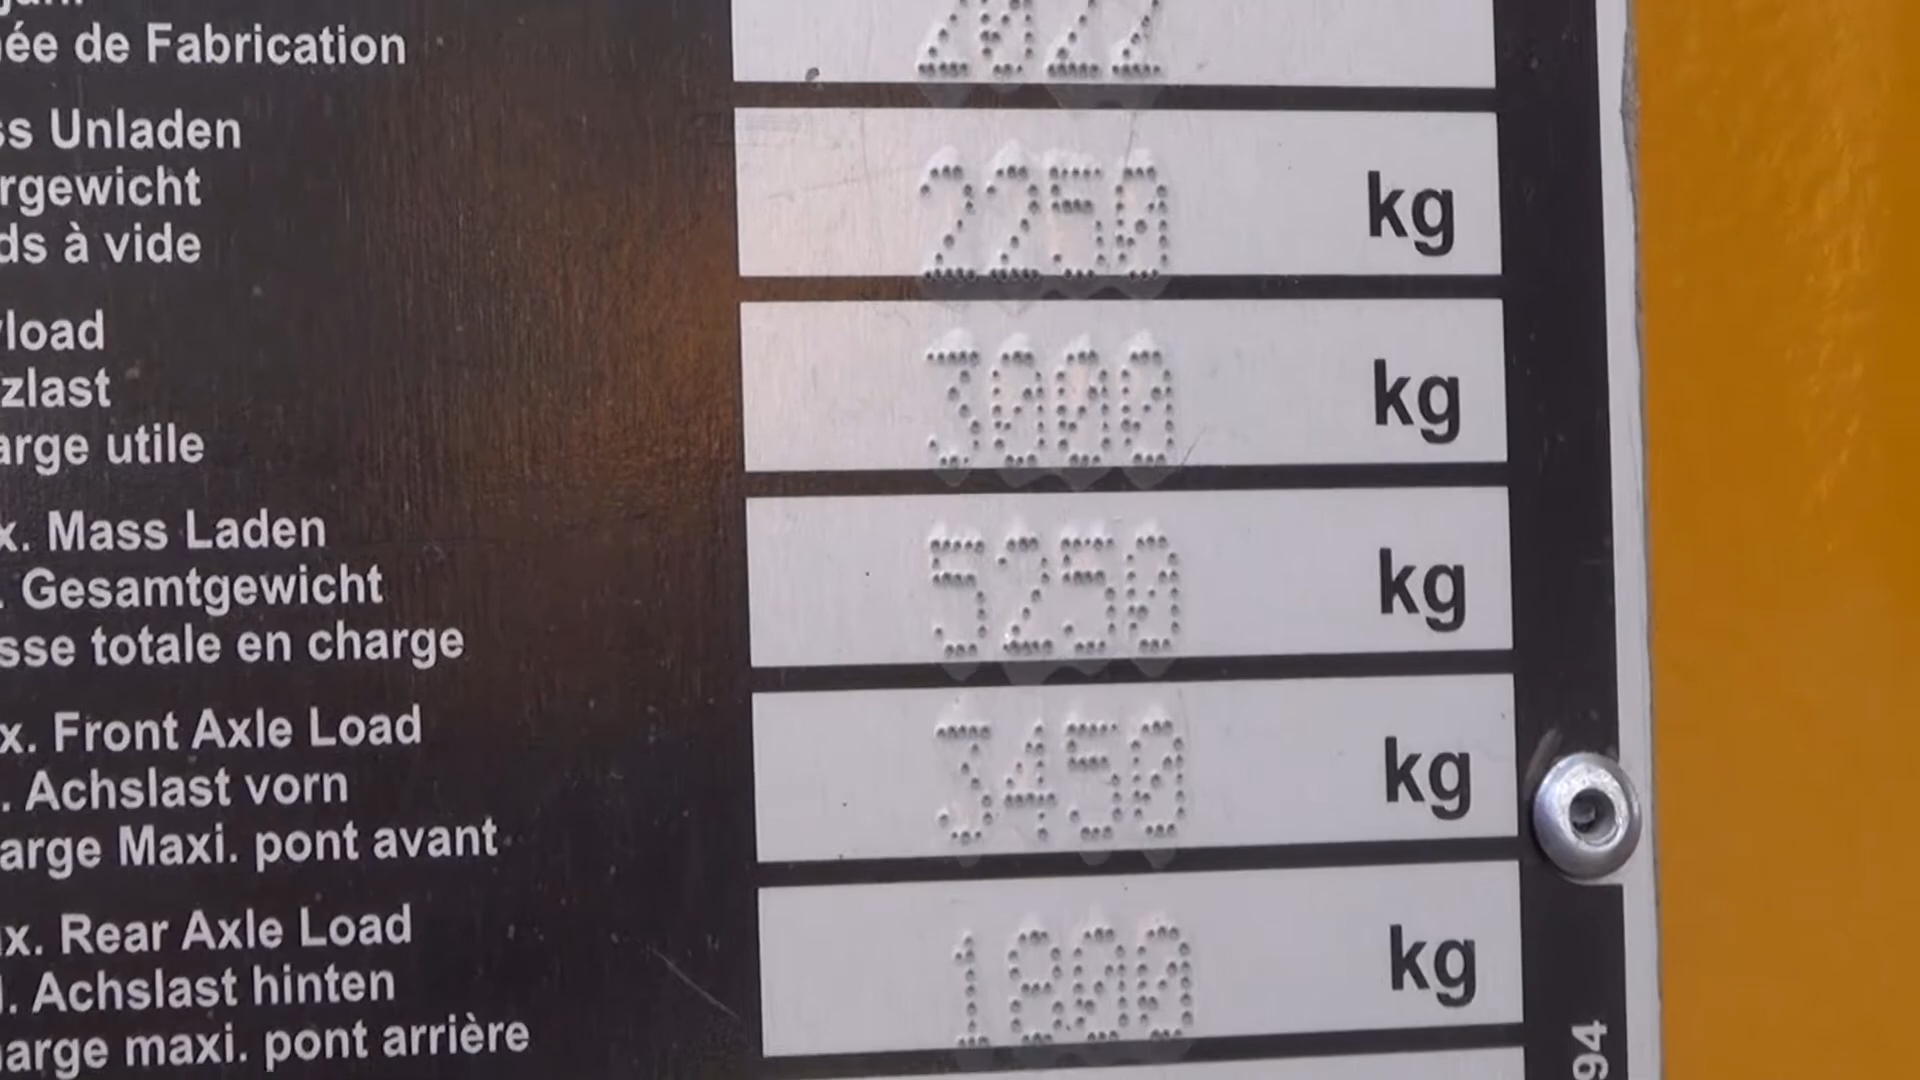 ée de Fabrication 2022
ss Unladen
rgewicht 2250 kg
ds à vide
load
zlast 3000 kg
arge utile
x. Mass Laden
. Gesamtgewicht 5250 kg
sse totale en charge
x. Front Axle Load
. Achslast vorn 3450 kg
arge Maxi. pont avant
x. Rear Axle Load
. Achslast hinten 1800 kg
arge maxi. pont arrière
94